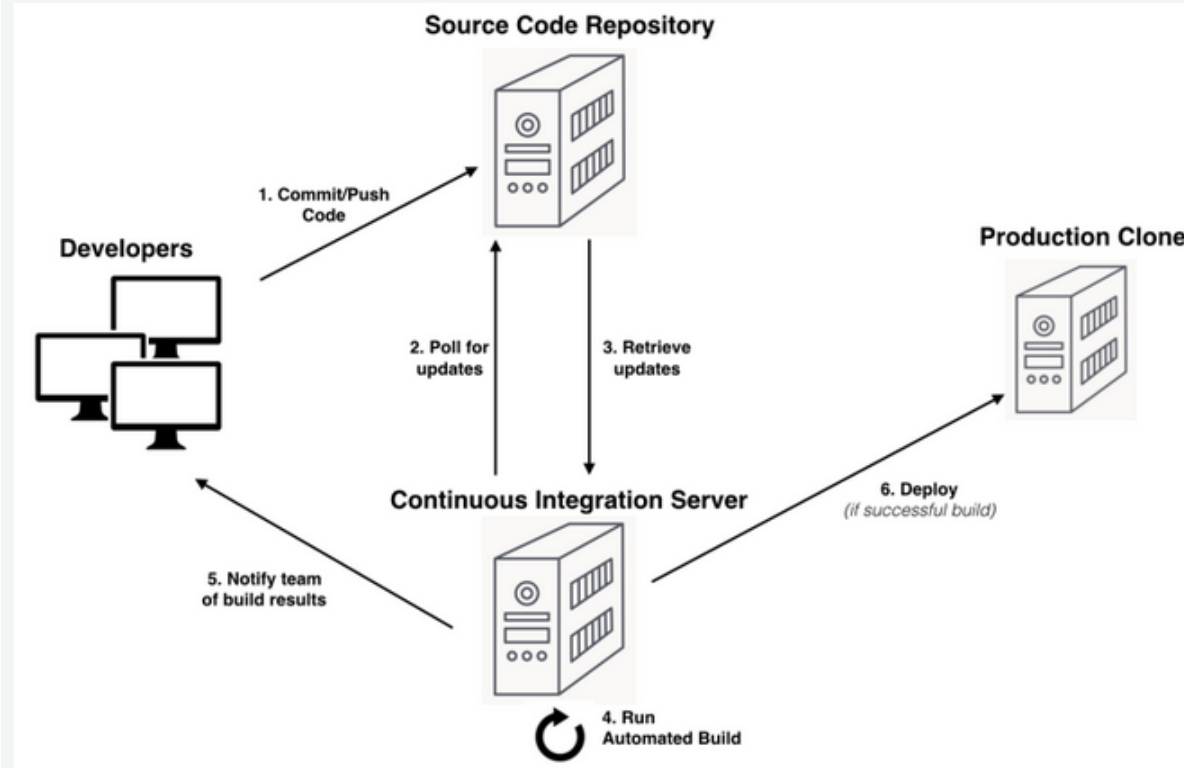 Source Code Repository
1. Commit/Push
Code
Developers
Production Clone
2. Poll for
updates
3. Retrieve
updates
Continuous Integration Server
6. Deploy
(if successful build)
5. Notify team
of build results
4. Run
Automated Build